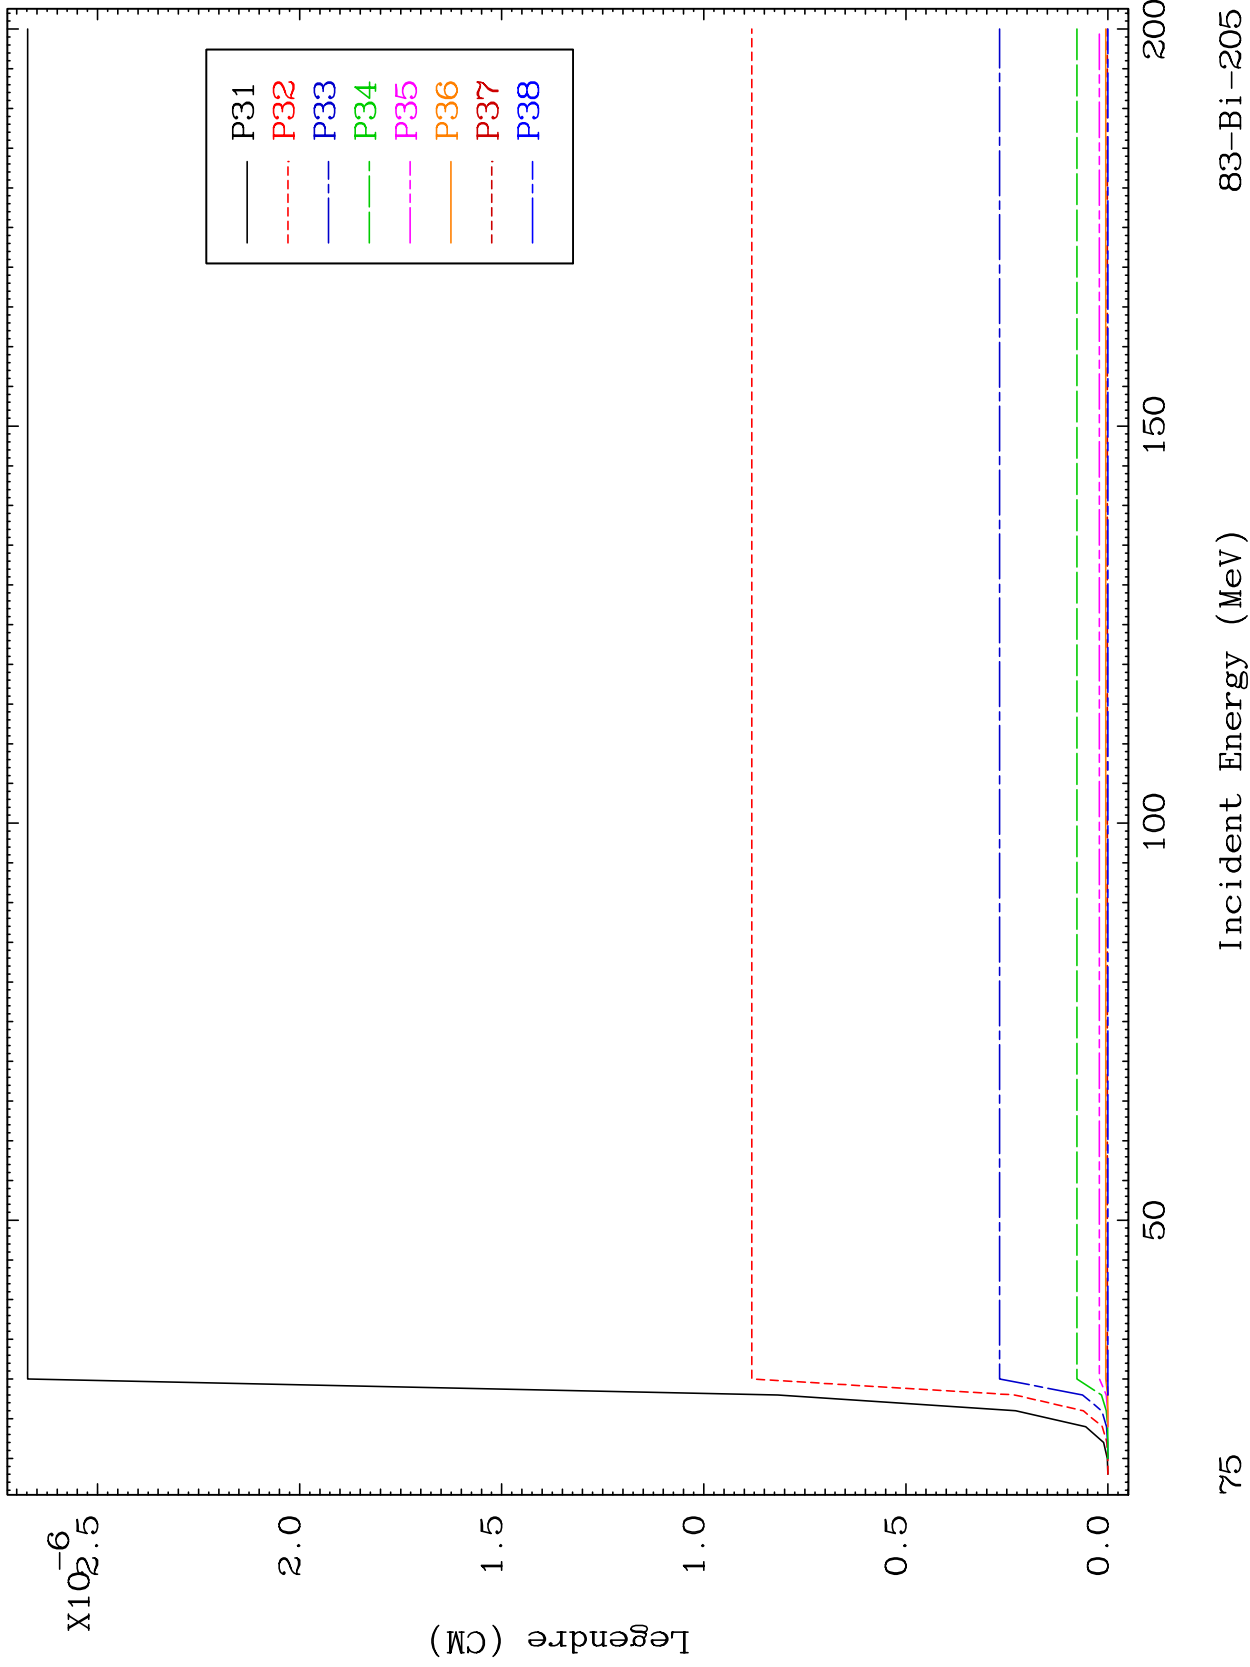 X10-6
2.5
2.0
1.5
1.0
0.5
0.0
Legendre (CM)
P31
P32
P33
P34
P35
P36
P37
P38
50
100
150
200
Incident Energy (MeV)
75
83-Bi-205